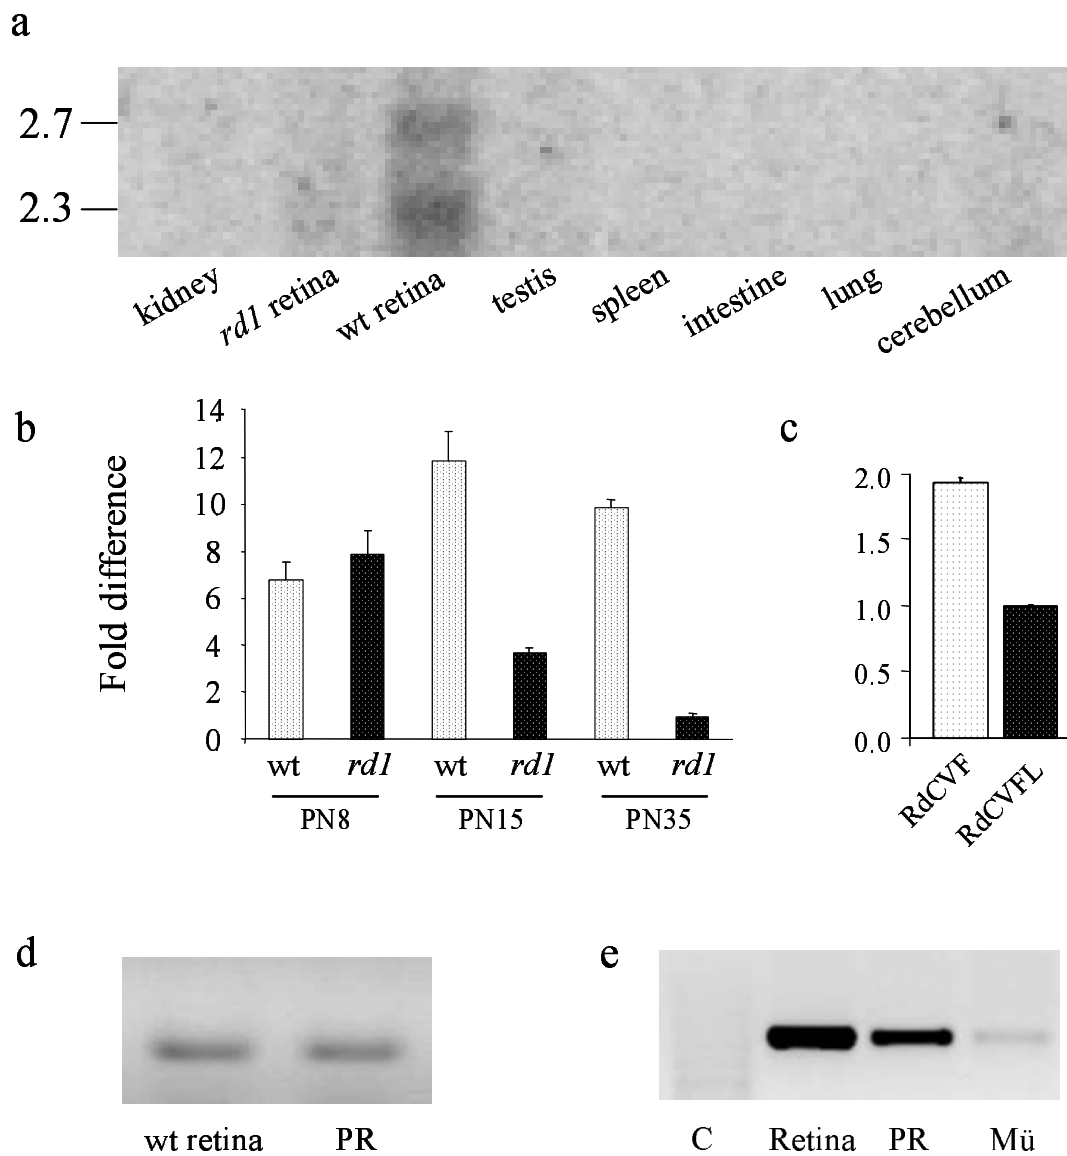 a
2.7
2.3
kidney
rd1 retina
wt retina
testis
spleen
intestine
lung
cerebellum
b
Fold difference
14
12
10
8
6
4
2
0
wt
rd1
wt
rd1
wt
rd1
PN8
PN15
PN35
c
2.0
1.5
1.0
0.5
0.0
RdCVF
RdCVFL
d
wt retina
PR
e
C
Retina
PR
Mü